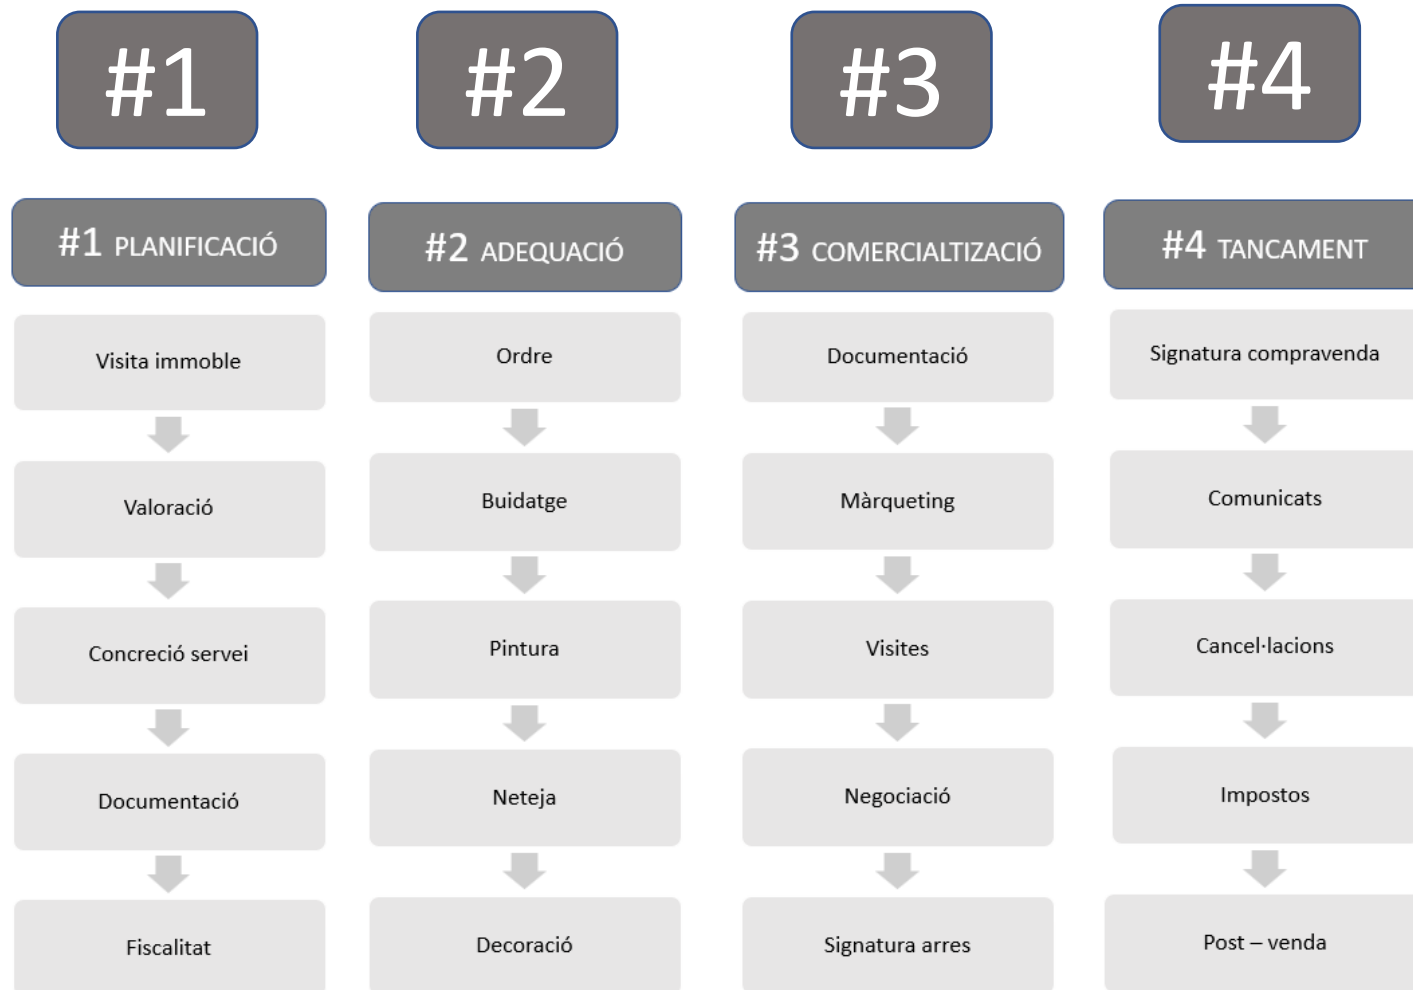 #1
#2
#3
#4
#1 PLANIFICACIÓ
Visita immoble
Valoració
Concreció servei
Documentació
Fiscalitat
#2 ADEQUACIÓ
Ordre
Buidatge
Pintura
Neteja
Decoració
#3 COMERCIALTIZACIÓ
Documentació
Màrqueting
Visites
Negociació
Signatura arres
#4 TANCAMENT
Signatura compravenda
Comunicats
Cancel·lacions
Impostos
Post – venda